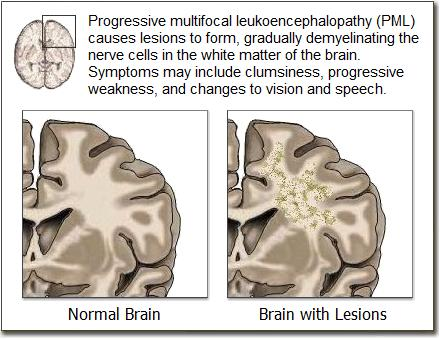 Progressive multifocal leukoencephalopathy (PML)
causes lesions to form, gradually demyelinating the
nerve cells in the white matter of the brain.
Symptoms may include clumsiness, progressive
weakness, and changes to vision and speech.
Normal Brain
Brain with Lesions